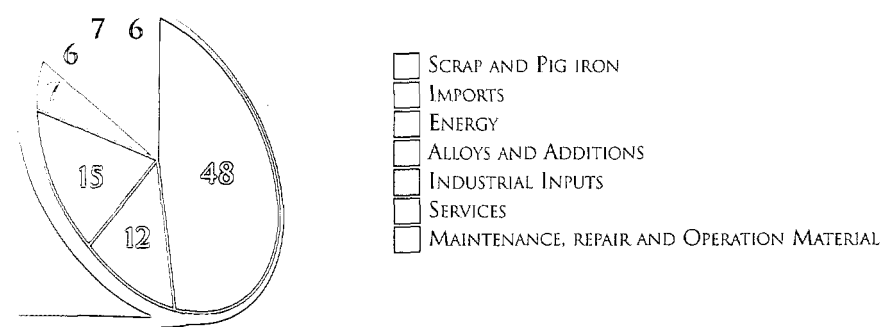 7 6
6
7
15
48
12
SCRAP AND PIG IRON
IMPORTS
ENERGY
ALLOYS AND ADDITIONS
INDUSTRIAL INPUTS
SERVICES
MAINTENANCE, REPAIR AND OPERATION MATERIAL